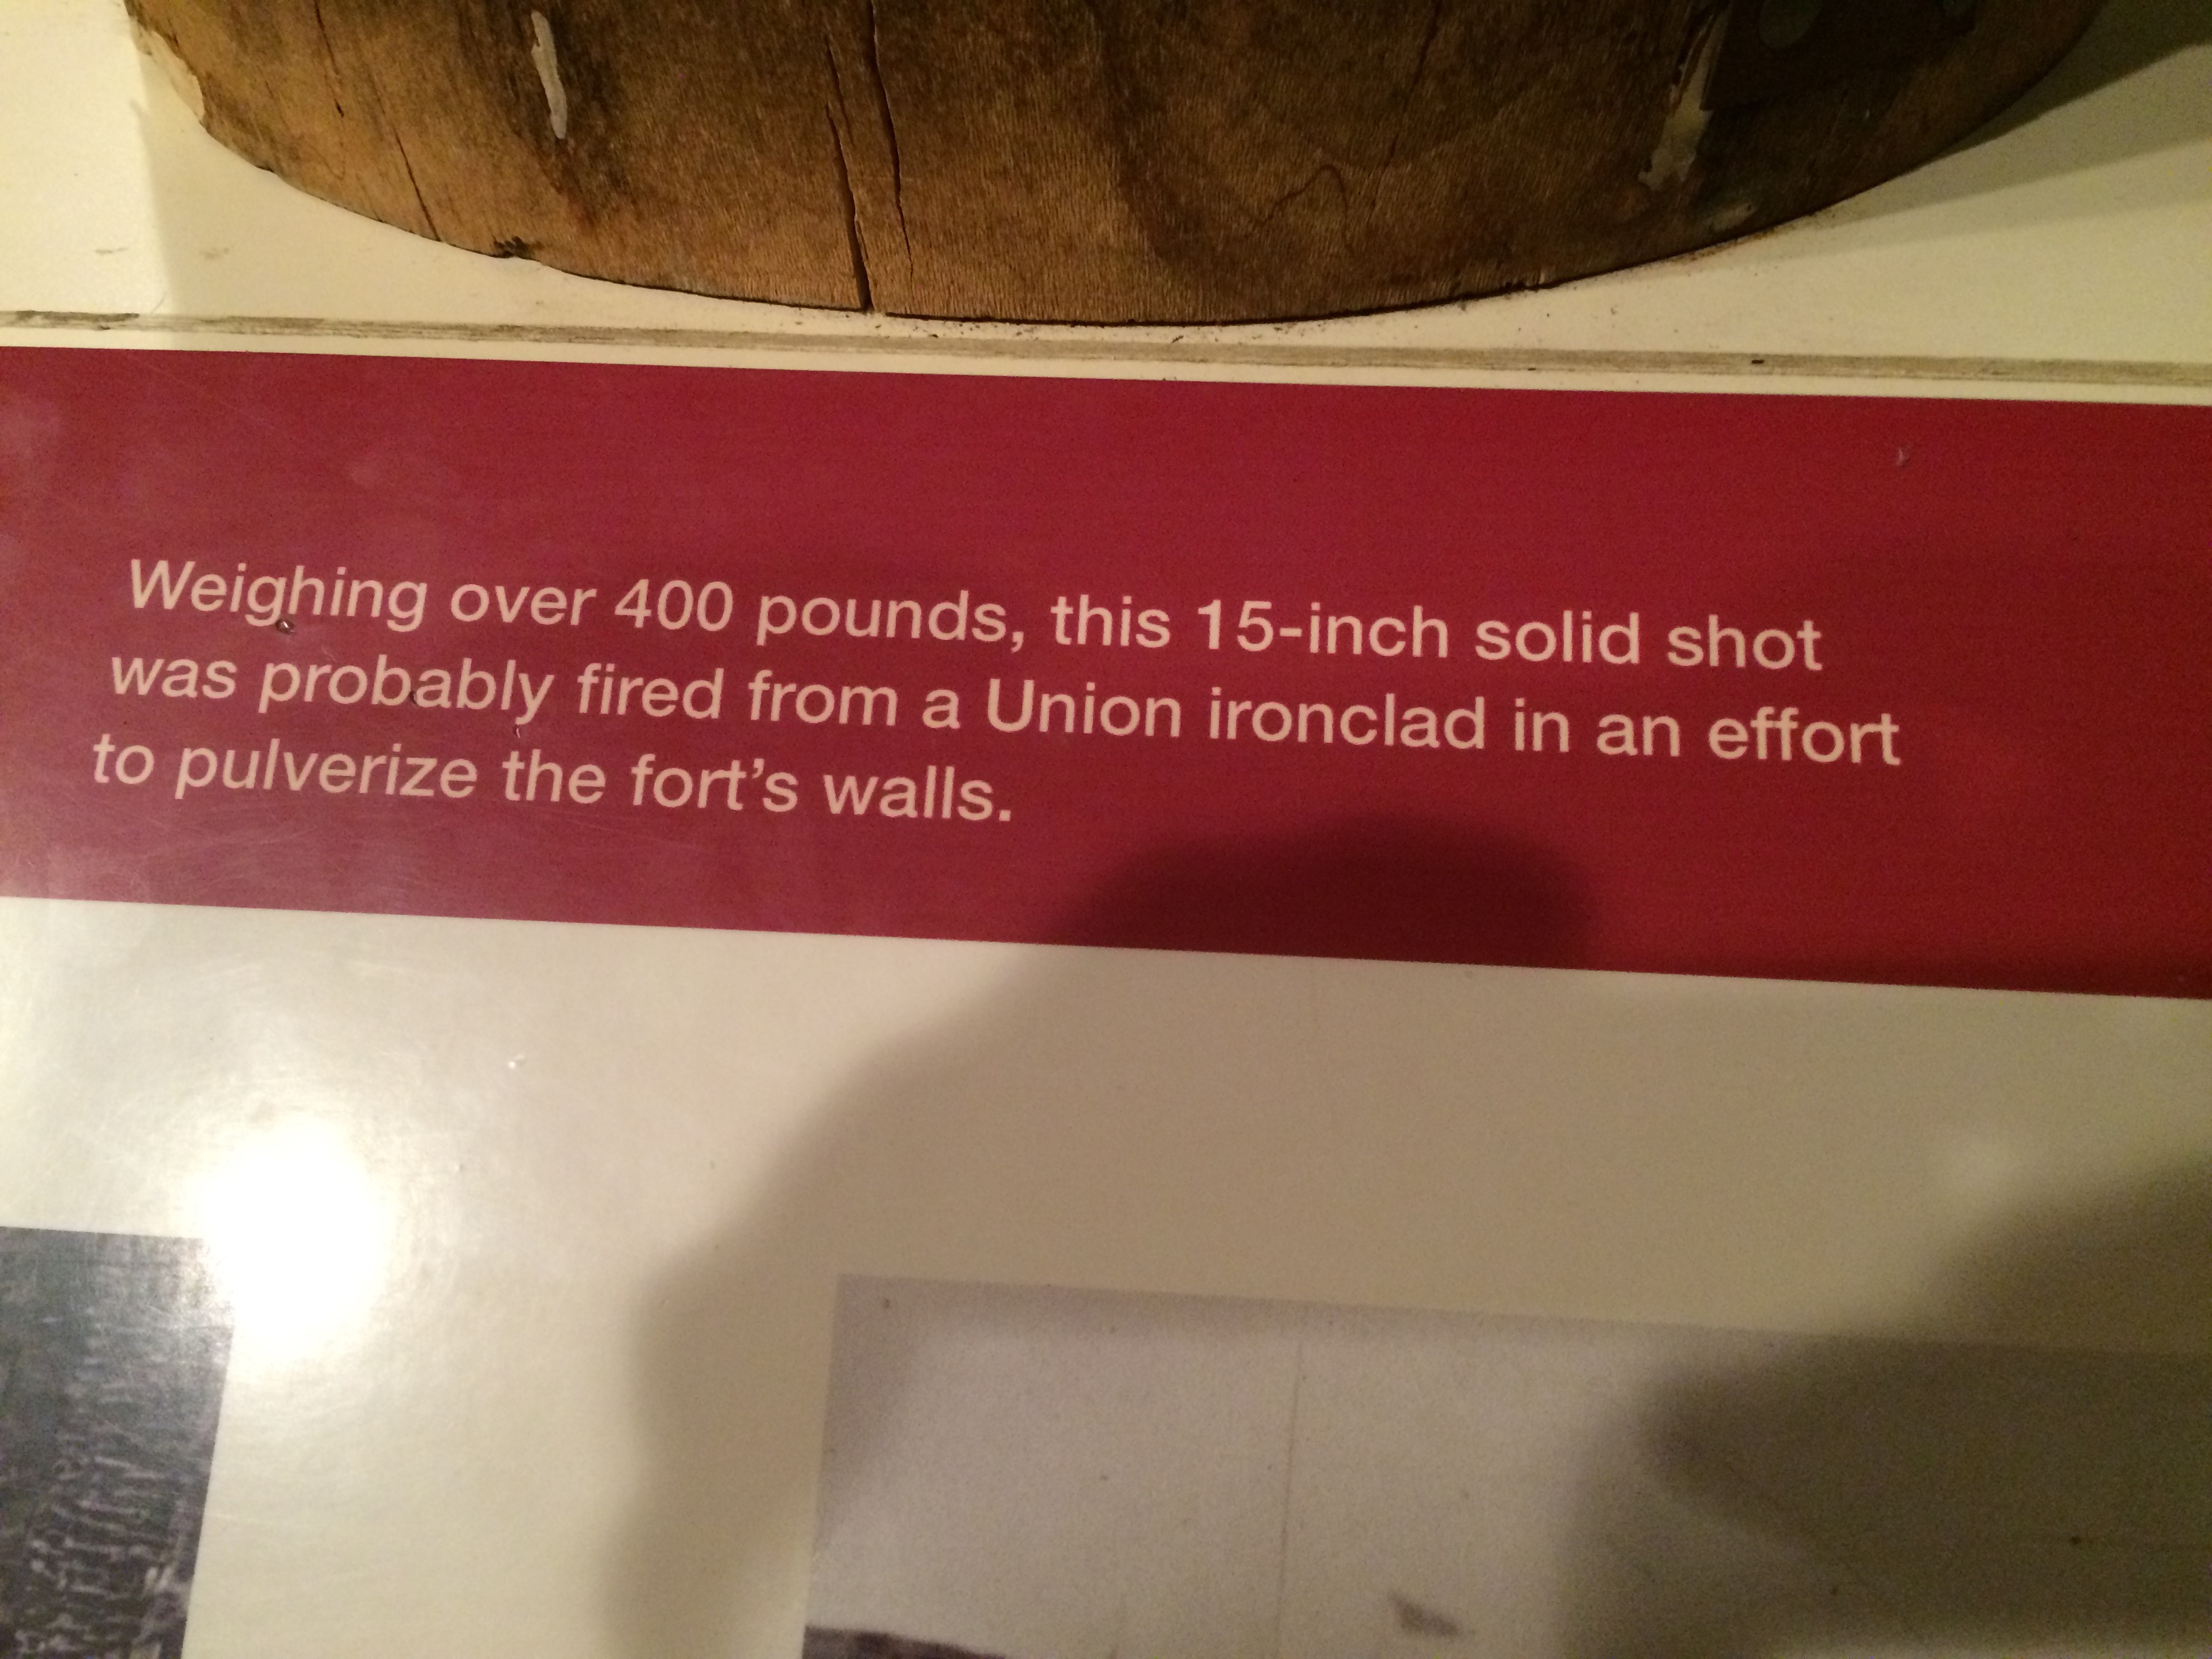 Weighing over 400 pounds, this 15-inch solid shot
was probably fired from a Union ironclad in an effort
to pulverize the fort’s walls.